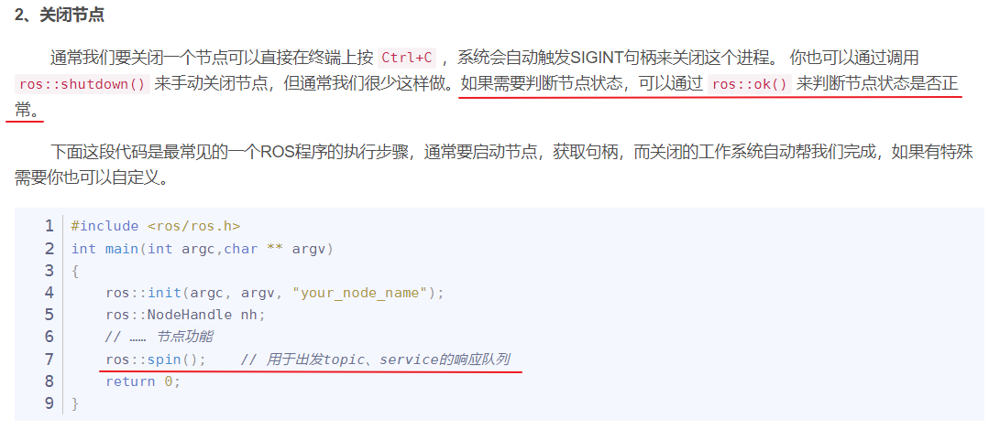 2、关闭节点
通常我们要关闭一个节点可以直接在终端上按 Ctrl+C ，系统会自动触发SIGINT句柄来关闭这个进程。 你也可以通过调用
ros::shutdown() 来手动关闭节点，但通常我们很少这样做。如果需要判断节点状态，可以通过 ros::ok() 来判断节点状态是否正
常。
下面这段代码是最常见的一个ROS程序的执行步骤，通常要启动节点，获取句柄，而关闭的工作系统自动帮我们完成，如果有特殊
需要你也可以自定义。
1 #include <ros/ros.h>
2 int main(int argc,char ** argv)
3 {
4     ros::init(argc, argv, "your_node_name");
5     ros::NodeHandle nh;
6     // …… 节点功能
7     ros::spin();    // 用于出发topic、service的响应队列
8     return 0;
9 }